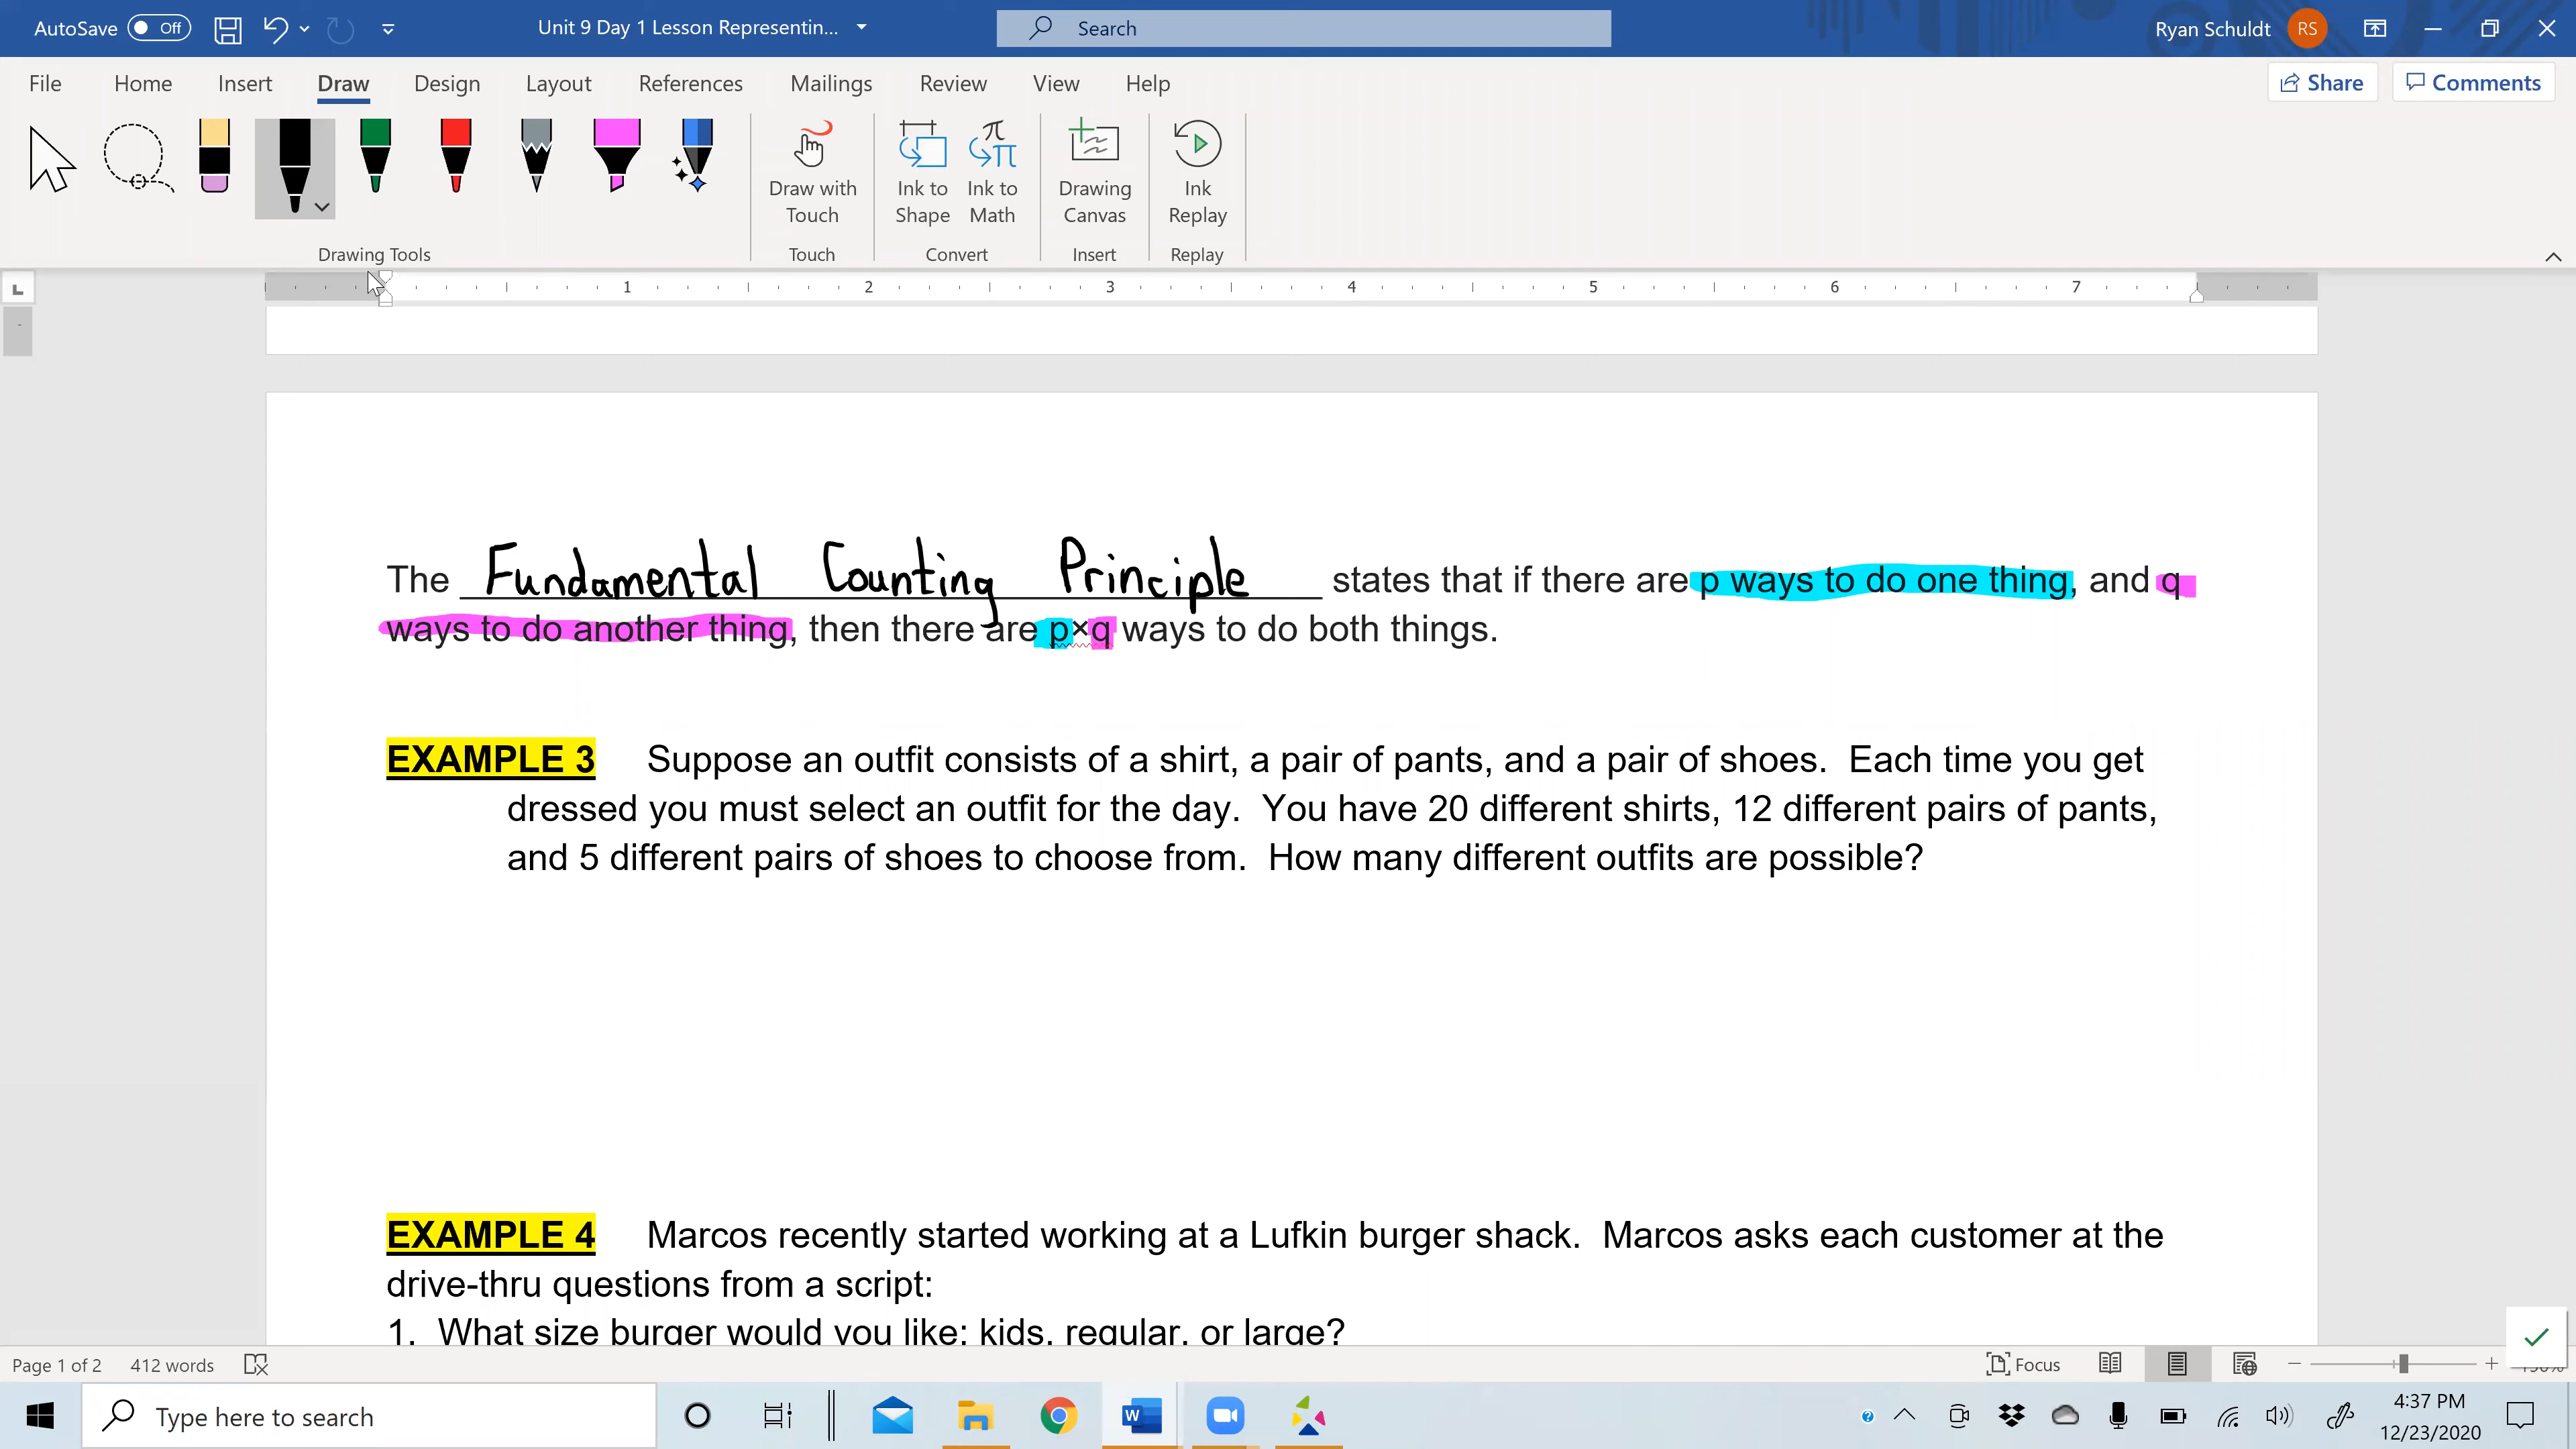 AutoSave Off Unit 9 Day 1 Lesson Representin... Search Ryan Schuldt RS
File Home Insert Draw Design Layout References Mailings Review View Help Share Comments
Draw with Touch
Ink to Shape
Ink to Math
Drawing Canvas
Ink Replay
Drawing Tools Touch Convert Insert Replay
1 2 3 4 5 6 7
The Fundamental Counting Principle states that if there are p ways to do one thing, and q
ways to do another thing, then there are p×q ways to do both things.
EXAMPLE 3 Suppose an outfit consists of a shirt, a pair of pants, and a pair of shoes. Each time you get
dressed you must select an outfit for the day. You have 20 different shirts, 12 different pairs of pants,
and 5 different pairs of shoes to choose from. How many different outfits are possible?
EXAMPLE 4 Marcos recently started working at a Lufkin burger shack. Marcos asks each customer at the
drive-thru questions from a script:
1. What size burger would you like: kids, regular, or large?
Page 1 of 2 412 words Focus
Type here to search
4:37 PM
12/23/2020